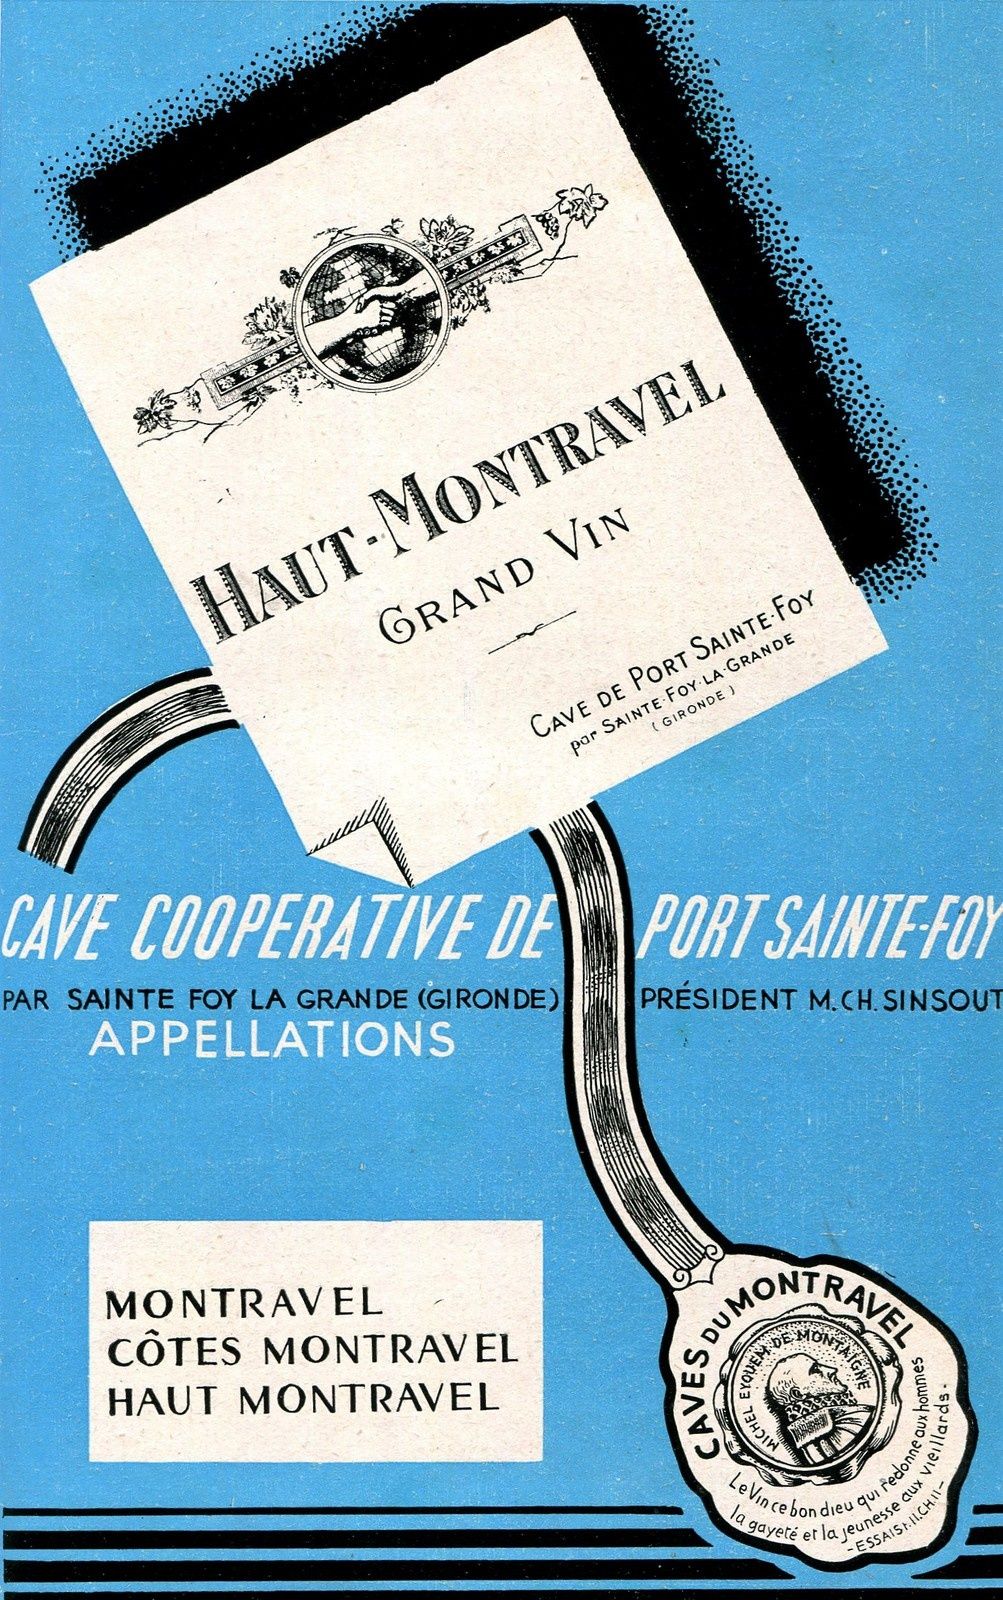 HAUT-MONTRAVEL
GRAND VIN
CAVE DE PORT SAINTE-FOY
par SAINTE-FOY-LA-GRANDE
(GIRONDE)
CAVE COOPERATIVE DE PORT SAINTE-FOY
PAR SAINTE FOY LA GRANDE (GIRONDE) PRÉSIDENT M. CH. SINSOUT
APPELLATIONS
MONTRAVEL
CÔTES MONTRAVEL
HAUT MONTRAVEL
CAVES DU MONTRAVEL
MICHEL EYQUEM DE MONTAIGNE
Le Vin ce bon dieu qui redonne aux hommes
la gayeté et la jeunesse aux vieillards-
-ESSAIS t. II. CH. II-